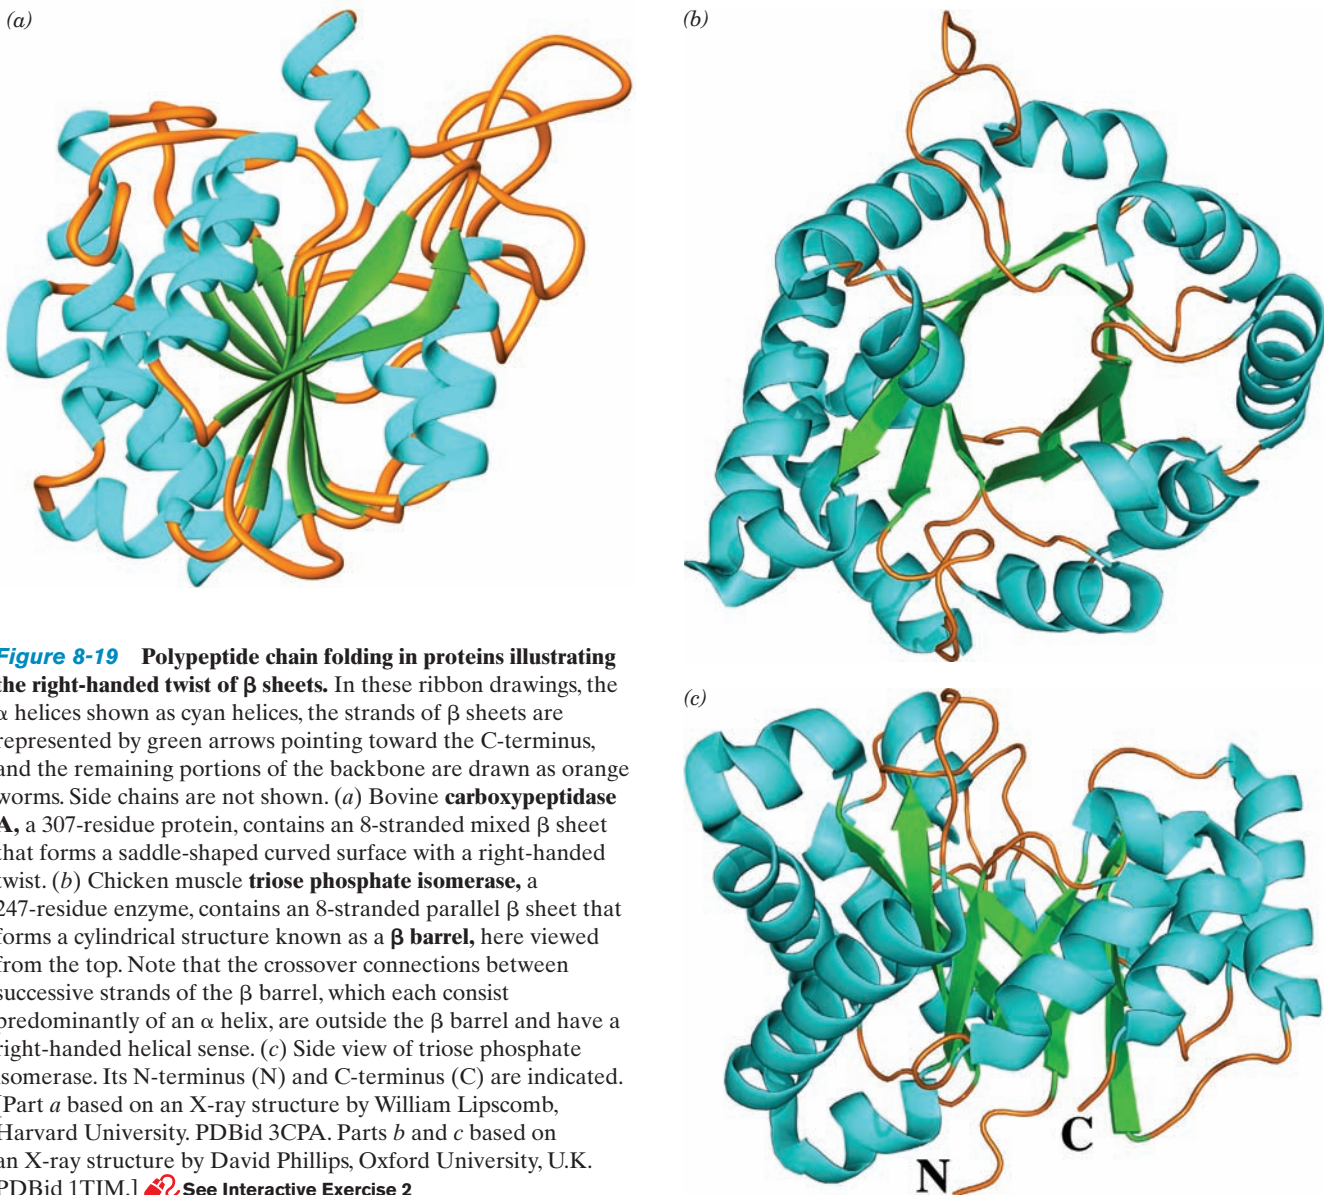 (a)
(b)
Figure 8-19 Polypeptide chain folding in proteins illustrating
the right-handed twist of β sheets. In these ribbon drawings, the
α helices shown as cyan helices, the strands of β sheets are
represented by green arrows pointing toward the C-terminus,
and the remaining portions of the backbone are drawn as orange
worms. Side chains are not shown. (a) Bovine carboxypeptidase
A, a 307-residue protein, contains an 8-stranded mixed β sheet
that forms a saddle-shaped curved surface with a right-handed
twist. (b) Chicken muscle triose phosphate isomerase, a
247-residue enzyme, contains an 8-stranded parallel β sheet that
forms a cylindrical structure known as a β barrel, here viewed
from the top. Note that the crossover connections between
successive strands of the β barrel, which each consist
predominantly of an α helix, are outside the β barrel and have a
right-handed helical sense. (c) Side view of triose phosphate
isomerase. Its N-terminus (N) and C-terminus (C) are indicated.
[Part a based on an X-ray structure by William Lipscomb,
Harvard University. PDBid 3CPA. Parts b and c based on
an X-ray structure by David Phillips, Oxford University, U.K.
PDBid 1TIM.] See Interactive Exercise 2
(c)
C
N